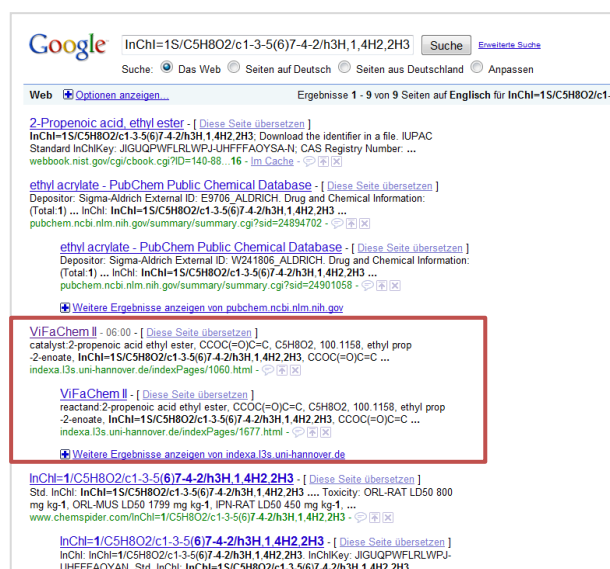 Google
InChI=1S/C5H8O2/c1-3-5(6)7-4-2/h3H,1,4H2,2H3 Suche Erweiterte Suche
Suche: Das Web Seiten auf Deutsch Seiten aus Deutschland Anpassen
Web Optionen anzeigen... Ergebnisse 1 - 9 von 9 Seiten auf Englisch für InChI=1S/C5H8O2/c1-
2-Propenoic acid, ethyl ester - [ Diese Seite übersetzen ]
InChI=1S/C5H8O2/c1-3-5(6)7-4-2/h3H,1,4H2,2H3; Download the identifier in a file. IUPAC
Standard InChIKey: JIGUQPWFLRLWPJ-UHFFFAOYSA-N; CAS Registry Number: ...
webbook.nist.gov/cgi/cbook.cgi?ID=140-88...16 - Im Cache -
ethyl acrylate - PubChem Public Chemical Database - [ Diese Seite übersetzen ]
Depositor: Sigma-Aldrich External ID: E9706_ALDRICH. Drug and Chemical Information:
(Total:1) ... InChI: InChI=1S/C5H8O2/c1-3-5(6)7-4-2/h3H,1,4H2,2H3 ...
pubchem.ncbi.nlm.nih.gov/summary/summary.cgi?sid=24894702 -
ethyl acrylate - PubChem Public Chemical Database - [ Diese Seite übersetzen ]
Depositor: Sigma-Aldrich External ID: W241806_ALDRICH. Drug and Chemical Information:
(Total:1) ... InChI: InChI=1S/C5H8O2/c1-3-5(6)7-4-2/h3H,1,4H2,2H3 ...
pubchem.ncbi.nlm.nih.gov/summary/summary.cgi?sid=24901058 -
Weitere Ergebnisse anzeigen von pubchem.ncbi.nlm.nih.gov
ViFaChem II - 06:00 - [ Diese Seite übersetzen ]
catalyst:2-propenoic acid ethyl ester, CCOC(=O)C=C, C5H8O2, 100.1158, ethyl prop
-2-enoate, InChI=1S/C5H8O2/c1-3-5(6)7-4-2/h3H,1,4H2,2H3, CCOC(=O)C=C ...
indexa.l3s.uni-hannover.de/indexPages/1060.html -
ViFaChem II - [ Diese Seite übersetzen ]
reactand:2-propenoic acid ethyl ester, CCOC(=O)C=C, C5H8O2, 100.1158, ethyl prop
-2-enoate, InChI=1S/C5H8O2/c1-3-5(6)7-4-2/h3H,1,4H2,2H3, CCOC(=O)C=C ...
indexa.l3s.uni-hannover.de/indexPages/1677.html -
Weitere Ergebnisse anzeigen von indexa.l3s.uni-hannover.de
InChI=1/C5H8O2/c1-3-5(6)7-4-2/h3H,1,4H2,2H3 - [ Diese Seite übersetzen ]
Std. InChI: InChI=1S/C5H8O2/c1-3-5(6)7-4-2/h3H,1,4H2,2H3 .... Toxicity: ORL-RAT LD50 800
mg kg-1, ORL-MUS LD50 1799 mg kg-1, IPN-RAT LD50 450 mg kg-1, ...
www.chemspider.com/InChI=1/C5H8O2/c1-3-5(6)7-4-2/h3H,1,4H2,2H3 -
InChI=1/C5H8O2/c1-3-5(6)7-4-2/h3H,1,4H2,2H3 - [ Diese Seite übersetzen ]
InChI: InChI=1/C5H8O2/c1-3-5(6)7-4-2/h3H,1,4H2,2H3. InChIKey: JIGUQPWFLRLWPJ-
UHFFFAOYAN. Std. InChI: InChI=1S/C5H8O2/c1-3-5(6)7-4-2/h3H,1,4H2,2H3